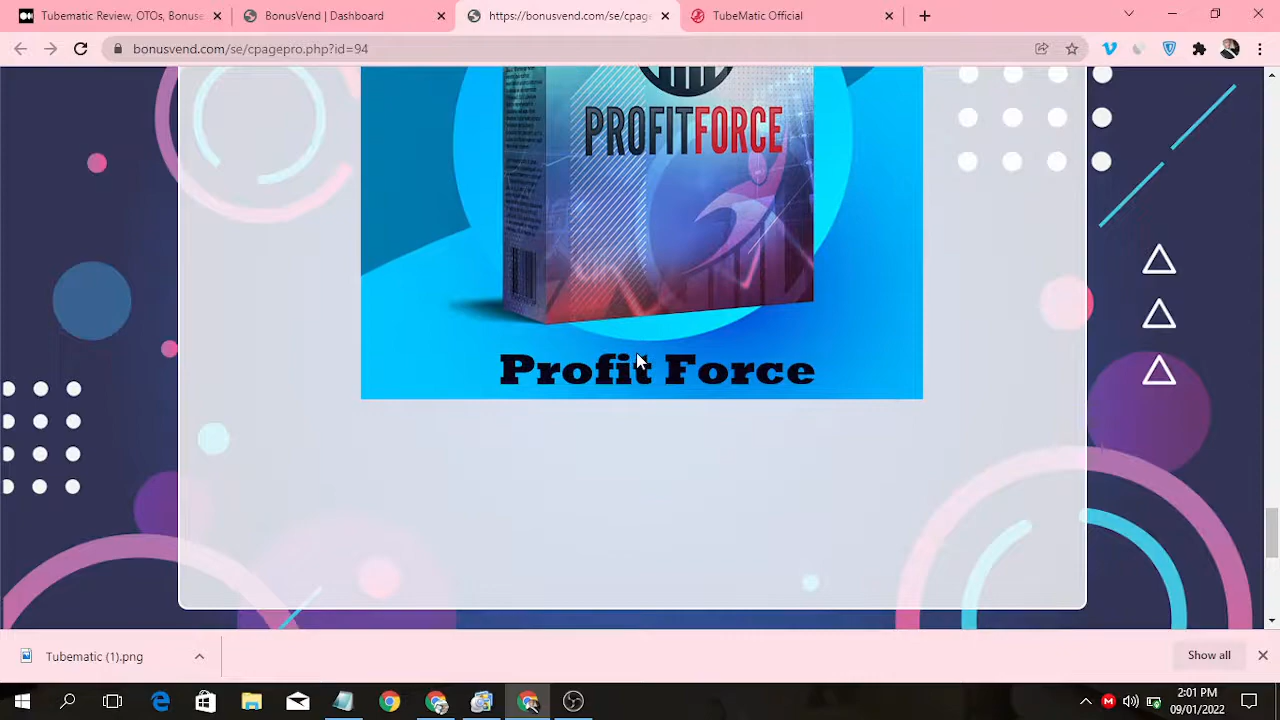 Tubematic Review, OTOs, Bonuse
BonusVend | Dashboard
https://bonusvend.com/se/cpage
TubeMatic Official
bonusvend.com/se/cpagepro.php?id=94
PROFITFORCE
Profit Force
Tubematic (1).png
Show all
2:01 PM
09/01/2022